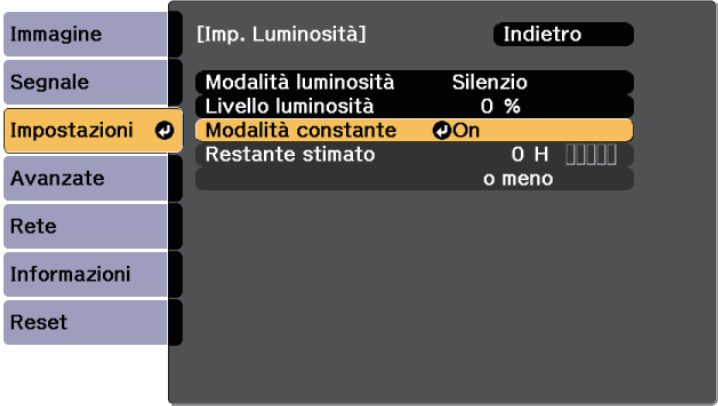 Immagine
Segnale
Impostazioni
Avanzate
Rete
Informazioni
Reset
[Imp. Luminosità] Indietro
Modalità luminosità Silenzio
Livello luminosità 0 %
Modalità constante On
Restante stimato 0 H
o meno